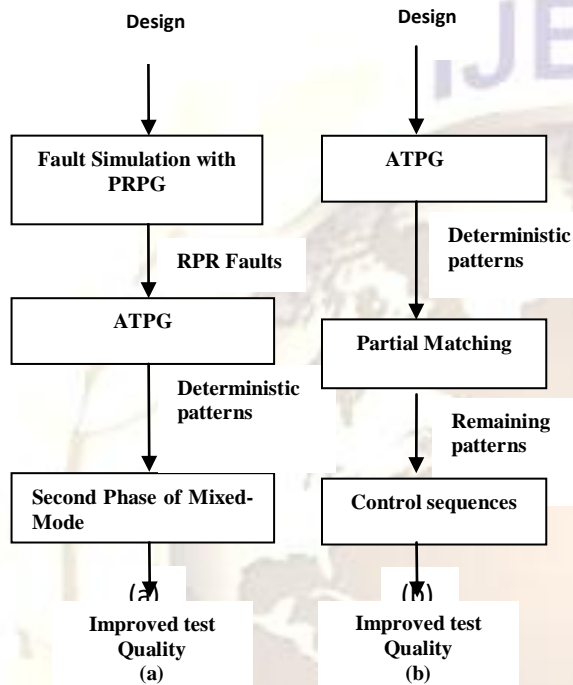 Design
Fault Simulation with
PRPG
RPR Faults
ATPG
Deterministic
patterns
Second Phase of Mixed-
Mode
(a)
Improved test
Quality
(a)
Design
IJE
ATPG
Deterministic
patterns
Partial Matching
Remaining
patterns
Control sequences
(b)
Improved test
Quality
(b)